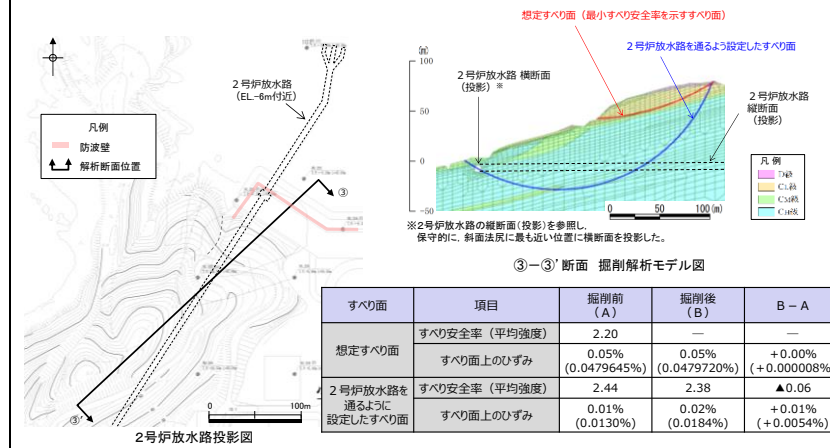 2号炉放水路
(EL.-6m付近)
凡例
防波壁
解析断面位置
③
③'
0
100m
2号炉放水路投影図
想定すべり面（最小すべり安全率を示すすべり面）
2号炉放水路を通るよう設定したすべり面
(m)
100
50
0
-50
2号炉放水路 横断面
(投影) ※
2号炉放水路
縦断面
(投影)
凡例
D級
CL級
CM級
CH級
0 50 100(m)
※2号炉放水路の縦断面(投影)を参照し、
保守的に、斜面法尻に最も近い位置に横断面を投影した。
③－③'断面 掘削解析モデル図
すべり面 項目 掘削前 (A) 掘削後 (B) B－A
想定すべり面 すべり安全率（平均強度） 2.20 ― ―
すべり面上のひずみ 0.05% (0.0479645%) 0.05% (0.0479720%) +0.00% (+0.000008%)
2号炉放水路を通るように設定したすべり面 すべり安全率（平均強度） 2.44 2.38 ▲0.06
すべり面上のひずみ 0.01% (0.0130%) 0.02% (0.0184%) +0.01% (+0.0054%)